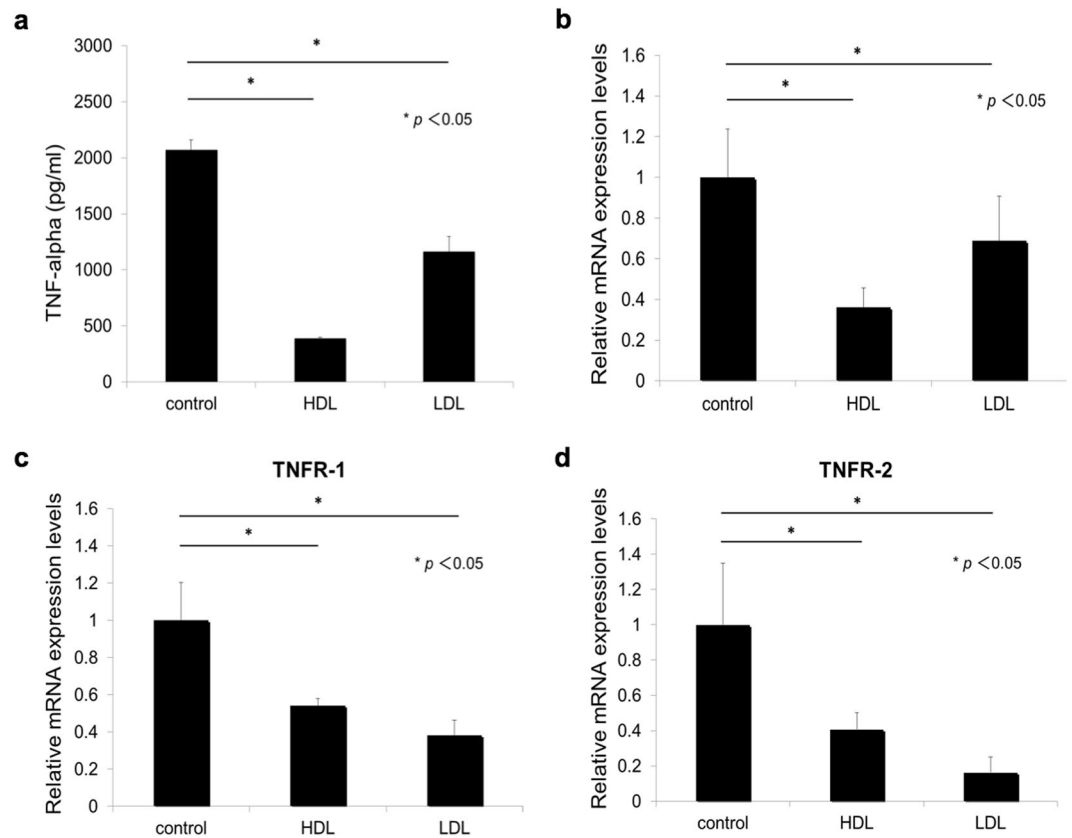 a
TNF-alpha (pg/ml)
3000
2500
2000
1500
1000
500
0
*
*
* p <0.05
control HDL LDL
b
Relative mRNA expression levels
1.6
1.4
1.2
1
0.8
0.6
0.4
0.2
0
*
*
* p <0.05
control HDL LDL
c
TNFR-1
Relative mRNA expression levels
1.6
1.4
1.2
1
0.8
0.6
0.4
0.2
0
*
*
* p <0.05
control HDL LDL
d
TNFR-2
Relative mRNA expression levels
1.6
1.4
1.2
1
0.8
0.6
0.4
0.2
0
*
*
* p <0.05
control HDL LDL